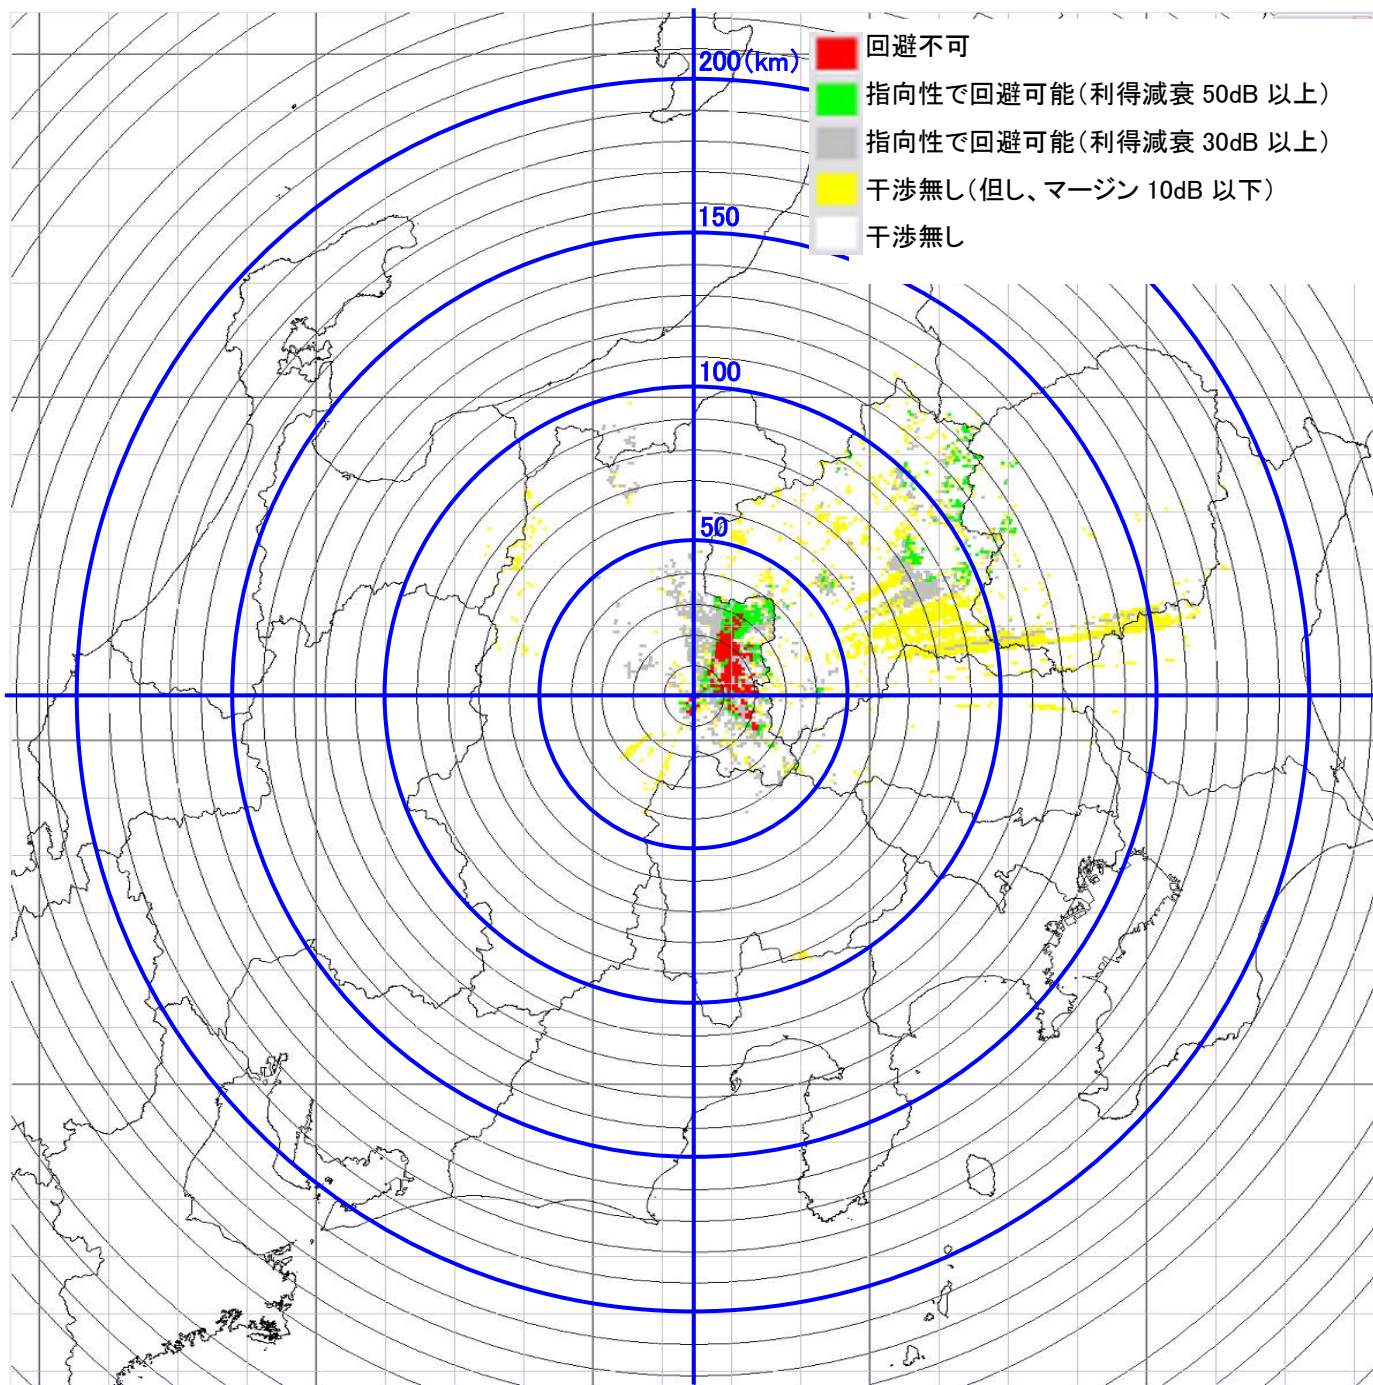 200(km)
回避不可
指向性で回避可能(利得減衰 50dB 以上)
指向性で回避可能(利得減衰 30dB 以上)
干渉無し(但し、マージン 10dB 以下)
干渉無し
150
100
50